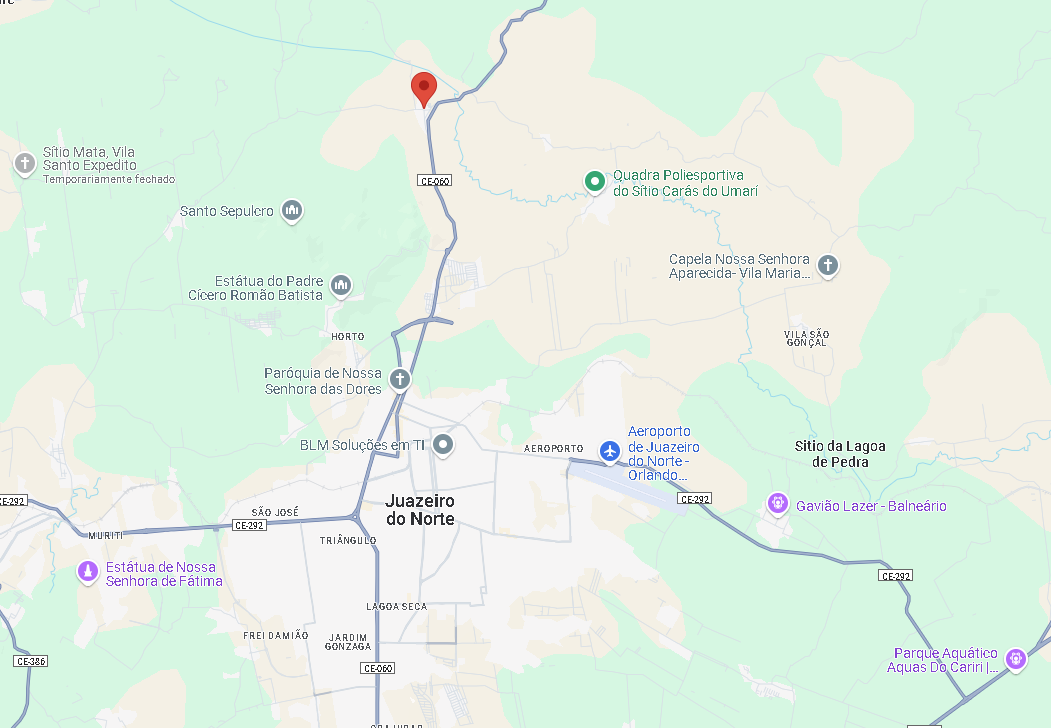 Sítio Mata, Vila
Santo Expedito
Temporariamente fechado
CE-060
Quadra Poliesportiva
do Sítio Carás do Umarí
Santo Sepulcro
Capela Nossa Senhora
Aparecida- Vila Maria...
Estátua do Padre
Cícero Romão Batista
HORTO
VILA SÃO
GONÇAL
Paróquia de Nossa
Senhora das Dores
BLM Soluções em TI
AEROPORTO
Aeroporto
de Juazeiro
do Norte -
Orlando...
Sitio da Lagoa
de Pedra
CE-292
Juazeiro
do Norte
CE-292
Gavião Lazer - Balneário
SÃO JOSÉ
CE-292
MURITI
TRIÂNGULO
Estátua de Nossa
Senhora de Fátima
CE-292
LAGOA SECA
FREI DAMIÃO
JARDIM
GONZAGA
CE-386
CE-060
Parque Aquático
Aquas Do Cariri |...